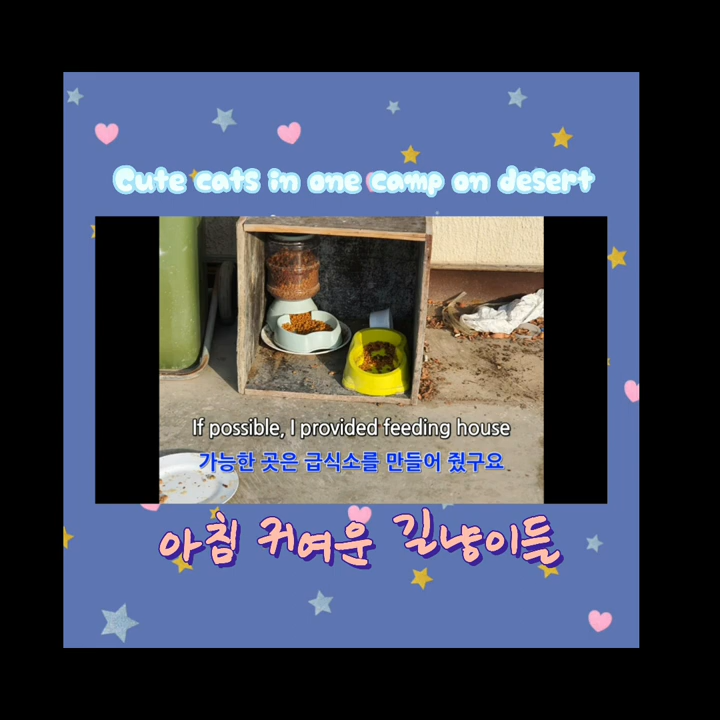 Cute cats in one camp on desert
If possible, I provided feeding house
가능한 곳은 급식소를 만들어 줬구요
아침 귀여운 길냥이들